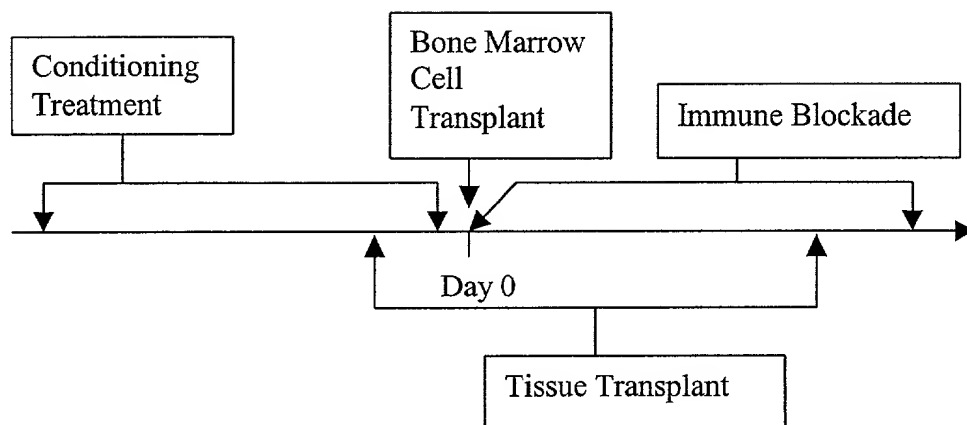 Conditioning
Treatment
Bone Marrow
Cell
Transplant
Immune Blockade
Day 0
Tissue Transplant